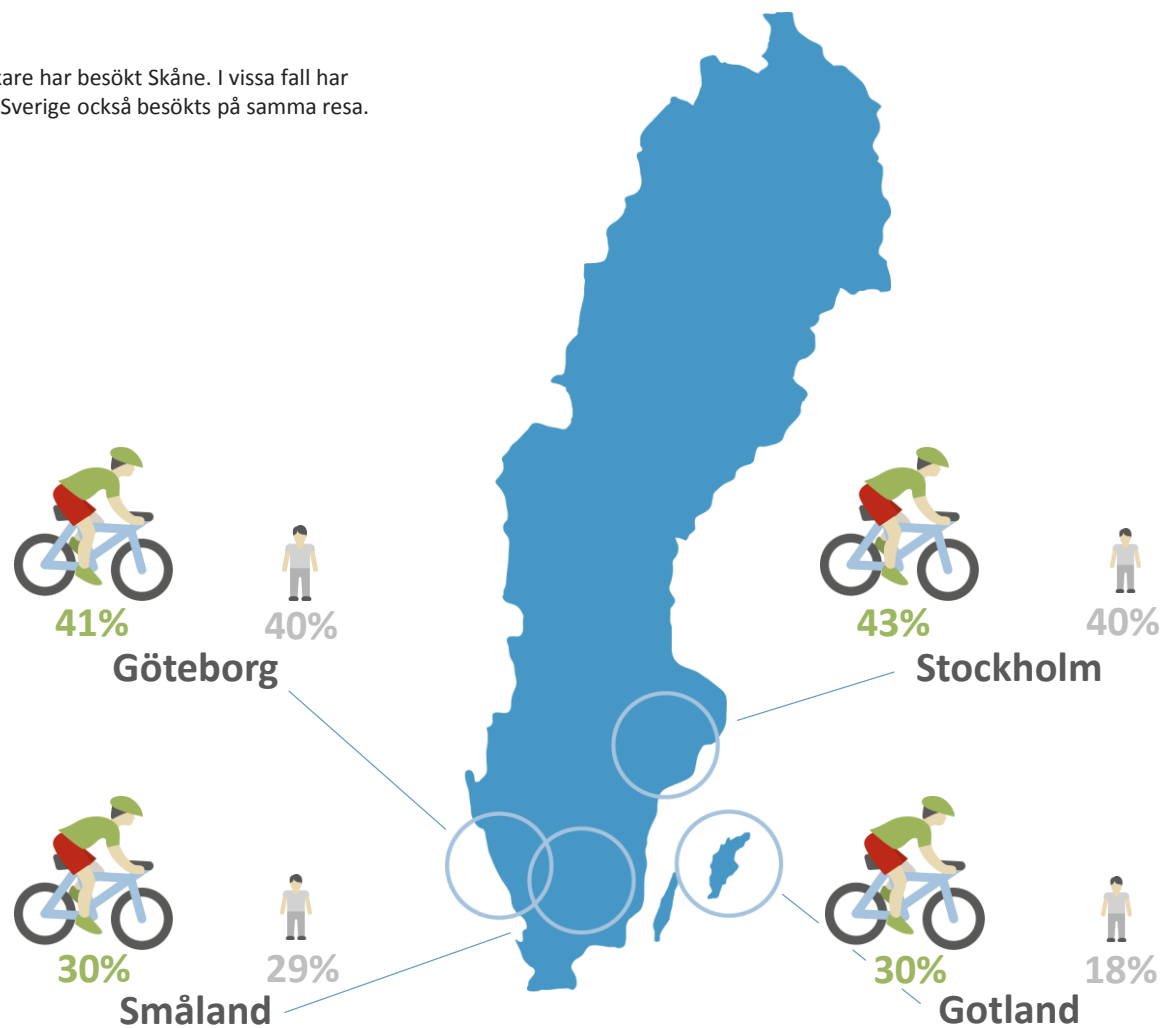 are har besökt Skåne. I vissa fall har
Sverige också besökts på samma resa.
41%
40%
Göteborg
43%
40%
Stockholm
30%
29%
Småland
30%
18%
Gotland